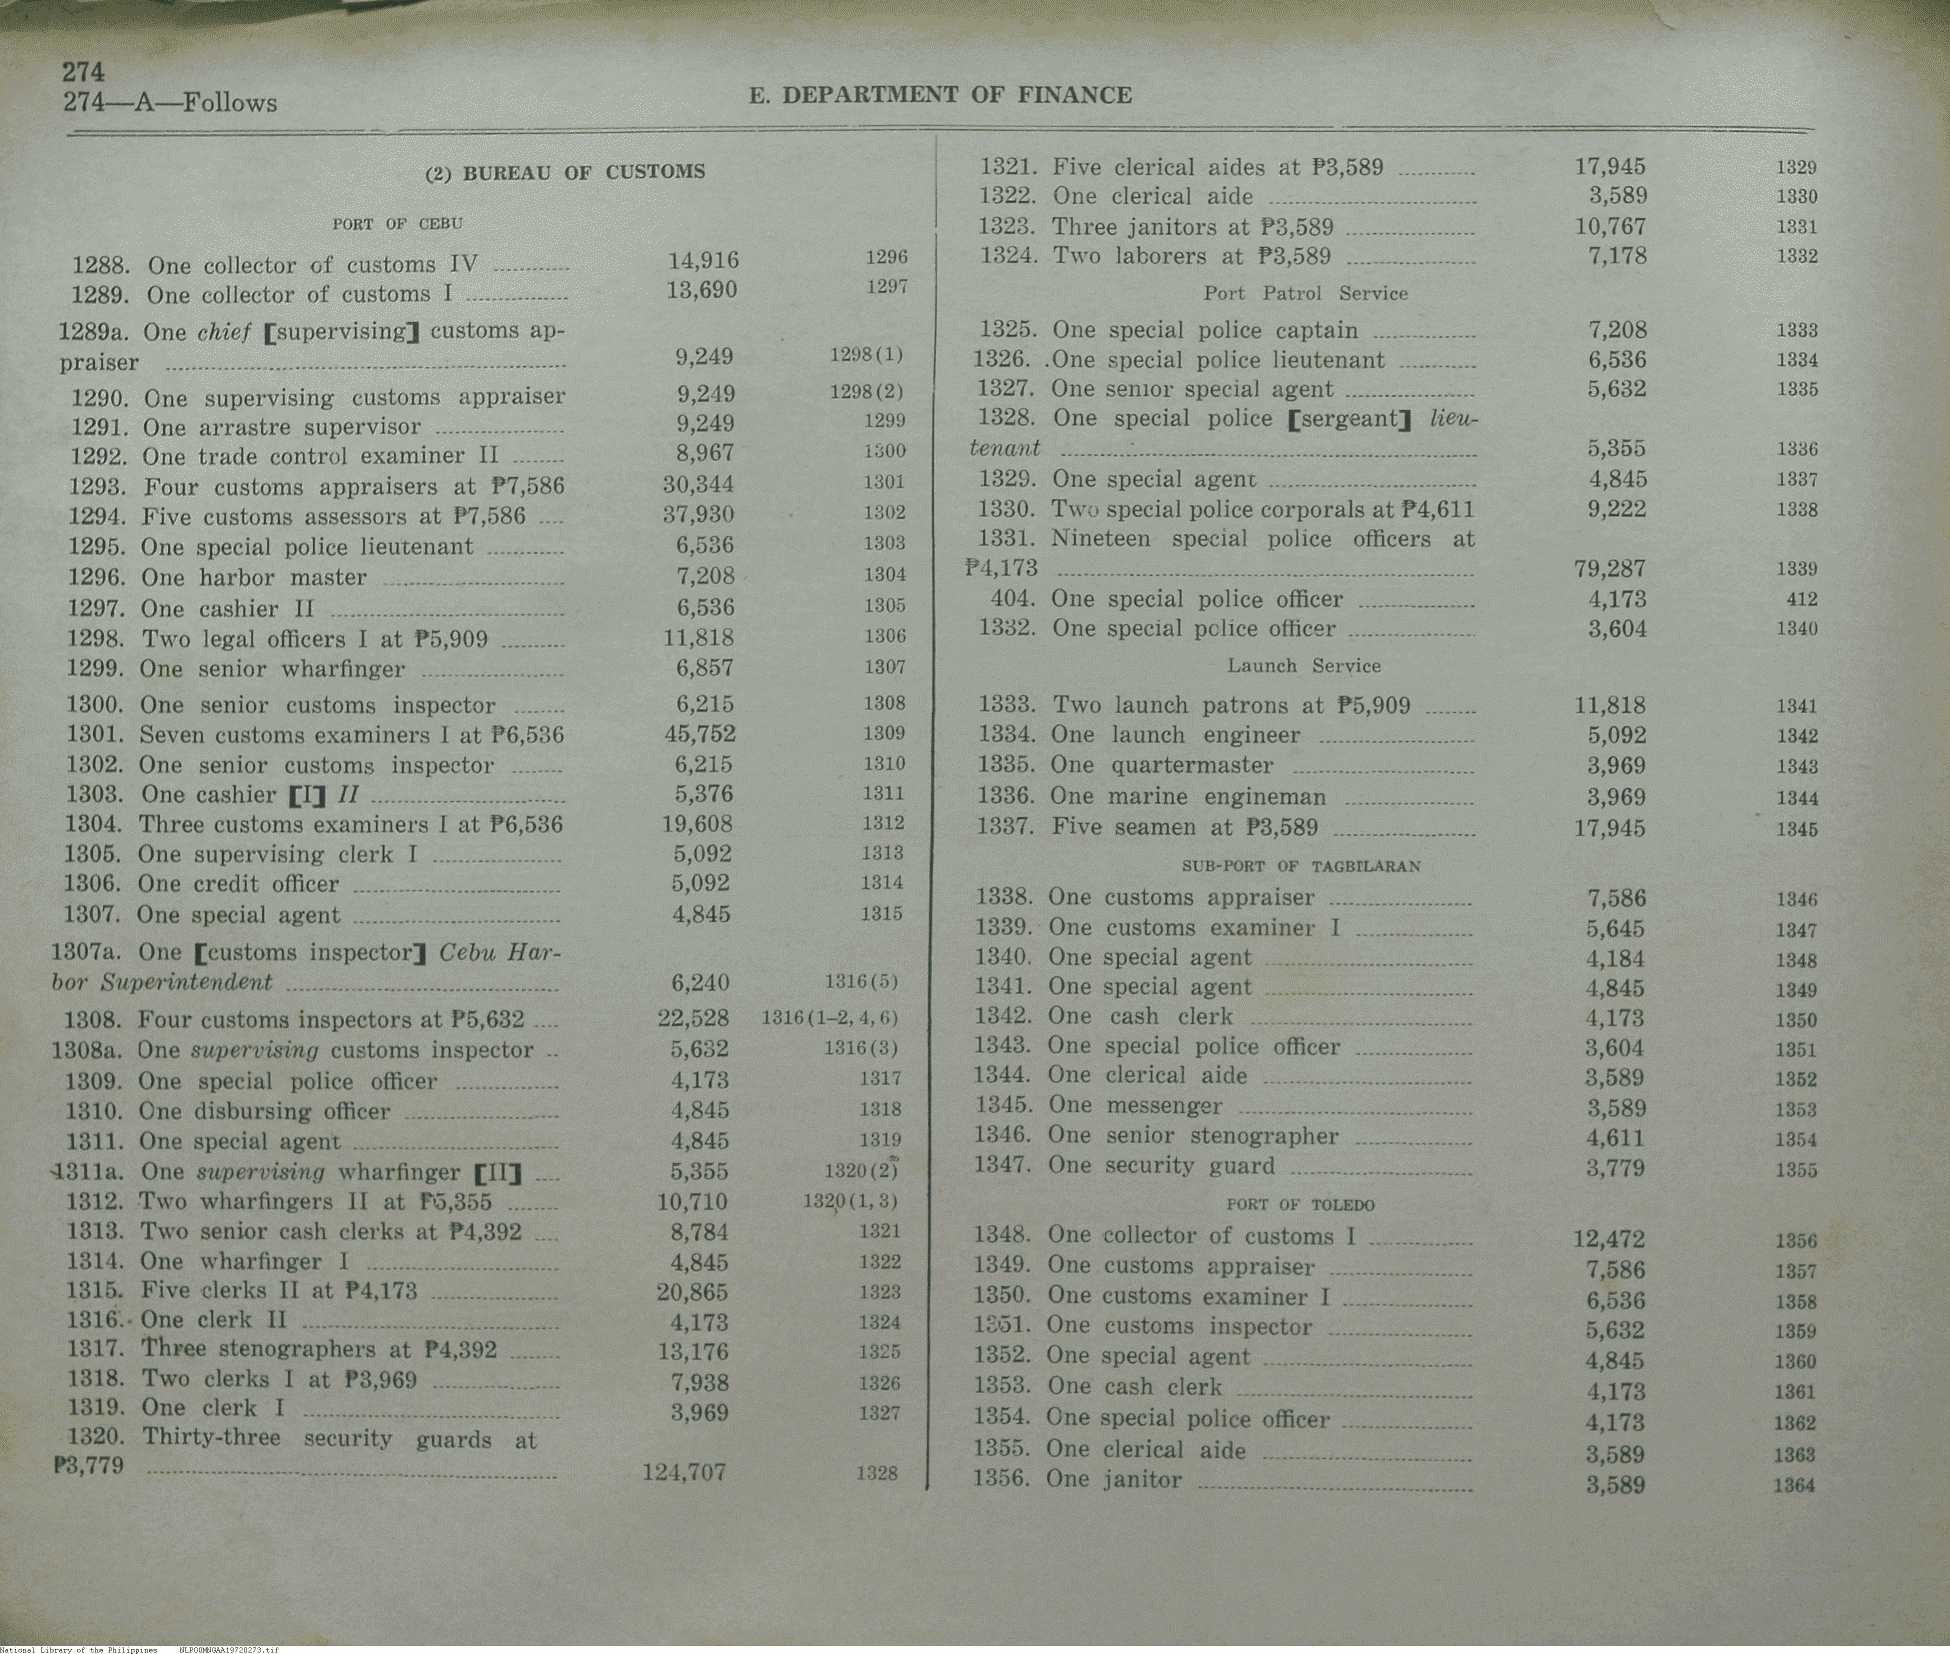 274
274—A—Follows
E. DEPARTMENT OF FINANCE
(2) BUREAU OF CUSTOMS
PORT OF CEBU
1288. One collector of customs IV ............ 14,916 1296
1289. One collector of customs I ................ 13,690 1297
1289a. One chief [supervising] customs ap-
praiser ................ 9,249 1298(1)
1290. One supervising customs appraiser 9,249 1298(2)
1291. One arrastre supervisor ................ 9,249 1299
1292. One trade control examiner II ........ 8,967 1300
1293. Four customs appraisers at ₱7,586 30,344 1301
1294. Five customs assessors at ₱7,586 .... 37,930 1302
1295. One special police lieutenant ............ 6,536 1303
1296. One harbor master ................ 7,208 1304
1297. One cashier II ................ 6,536 1305
1298. Two legal officers I at ₱5,909 .......... 11,818 1306
1299. One senior wharfinger ................ 6,857 1307
1300. One senior customs inspector ........ 6,215 1308
1301. Seven customs examiners I at ₱6,536 45,752 1309
1302. One senior customs inspector ........ 6,215 1310
1303. One cashier [I] II ................ 5,376 1311
1304. Three customs examiners I at ₱6,536 19,608 1312
1305. One supervising clerk I ................ 5,092 1313
1306. One credit officer ................ 5,092 1314
1307. One special agent ................ 4,845 1315
1307a. One [customs inspector] Cebu Har-
bor Superintendent ................ 6,240 1316(5)
1308. Four customs inspectors at ₱5,632 .... 22,528 1316(1–2, 4, 6)
1308a. One supervising customs inspector .. 5,632 1316(3)
1309. One special police officer ................ 4,173 1317
1310. One disbursing officer ................ 4,845 1318
1311. One special agent ................ 4,845 1319
1311a. One supervising wharfinger [II] .... 5,355 1320(2)
1312. Two wharfingers II at ₱5,355 ........ 10,710 1320(1, 3)
1313. Two senior cash clerks at ₱4,392 .... 8,784 1321
1314. One wharfinger I ................ 4,845 1322
1315. Five clerks II at ₱4,173 ................ 20,865 1323
1316. One clerk II ................ 4,173 1324
1317. Three stenographers at ₱4,392 ........ 13,176 1325
1318. Two clerks I at ₱3,969 ................ 7,938 1326
1319. One clerk I ................ 3,969 1327
1320. Thirty-three security guards at
₱3,779 ................ 124,707 1328
1321. Five clerical aides at ₱3,589 ............ 17,945 1329
1322. One clerical aide ................ 3,589 1330
1323. Three janitors at ₱3,589 ................ 10,767 1331
1324. Two laborers at ₱3,589 ................ 7,178 1332
Port Patrol Service
1325. One special police captain ................ 7,208 1333
1326. One special police lieutenant ............ 6,536 1334
1327. One senior special agent ................ 5,632 1335
1328. One special police [sergeant] lieu-
tenant ................ 5,355 1336
1329. One special agent ................ 4,845 1337
1330. Two special police corporals at ₱4,611 9,222 1338
1331. Nineteen special police officers at
₱4,173 ................ 79,287 1339
404. One special police officer ................ 4,173 412
1332. One special police officer ................ 3,604 1340
Launch Service
1333. Two launch patrons at ₱5,909 ........ 11,818 1341
1334. One launch engineer ................ 5,092 1342
1335. One quartermaster ................ 3,969 1343
1336. One marine engineman ................ 3,969 1344
1337. Five seamen at ₱3,589 ................ 17,945 1345
SUB-PORT OF TAGBILARAN
1338. One customs appraiser ................ 7,586 1346
1339. One customs examiner I ................ 5,645 1347
1340. One special agent ................ 4,184 1348
1341. One special agent ................ 4,845 1349
1342. One cash clerk ................ 4,173 1350
1343. One special police officer ................ 3,604 1351
1344. One clerical aide ................ 3,589 1352
1345. One messenger ................ 3,589 1353
1346. One senior stenographer ................ 4,611 1354
1347. One security guard ................ 3,779 1355
PORT OF TOLEDO
1348. One collector of customs I ................ 12,472 1356
1349. One customs appraiser ................ 7,586 1357
1350. One customs examiner I ................ 6,536 1358
1351. One customs inspector ................ 5,632 1359
1352. One special agent ................ 4,845 1360
1353. One cash clerk ................ 4,173 1361
1354. One special police officer ................ 4,173 1362
1355. One clerical aide ................ 3,589 1363
1356. One janitor ................ 3,589 1364
National Library of the Philippines NLPO0MNGAA19720273.tif